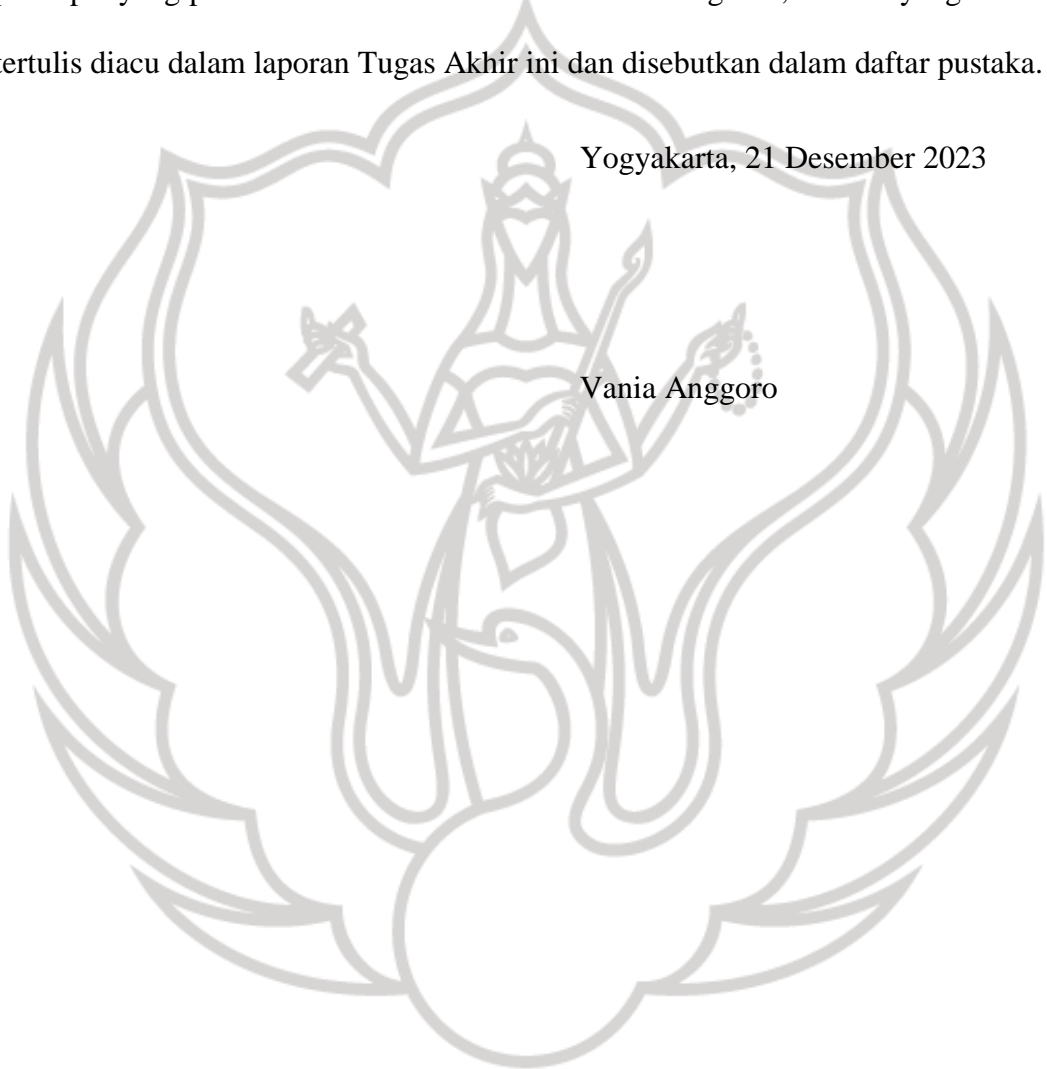 tertulis diacu dalam laporan Tugas Akhir ini dan disebutkan dalam daftar pustaka.
Yogyakarta, 21 Desember 2023
Vania Anggoro